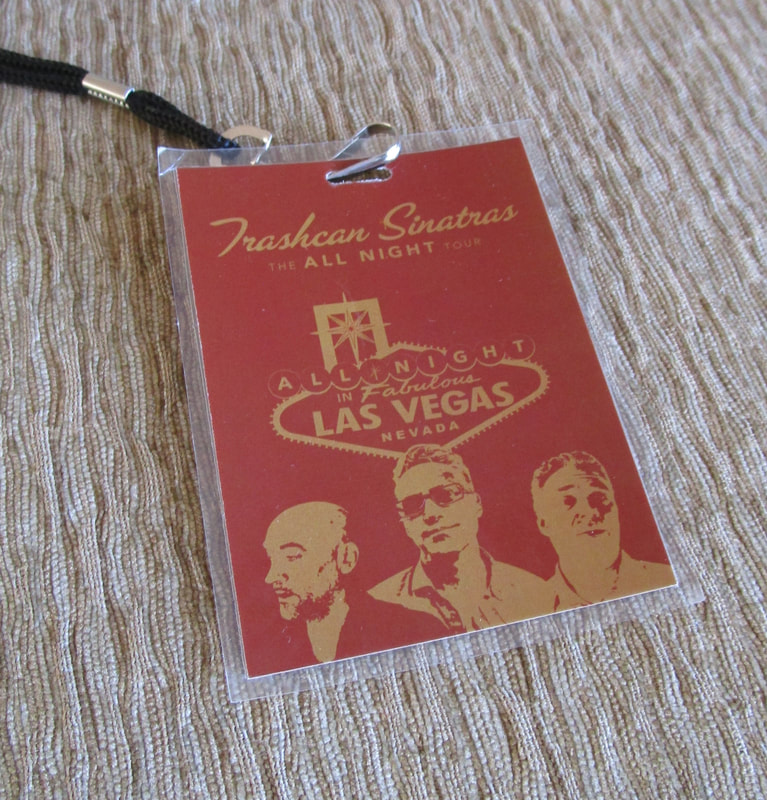 Trashcan Sinatras
THE ALL NIGHT TOUR
ALL NIGHT
IN Fabulous
LAS VEGAS
NEVADA